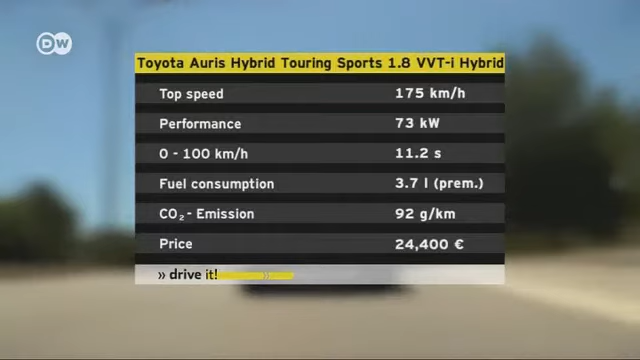 DW
Toyota Auris Hybrid Touring Sports 1.8 VVT-i Hybrid
Top speed 175 km/h
Performance 73 kW
0 - 100 km/h 11.2 s
Fuel consumption 3.7 l (prem.)
CO₂ - Emission 92 g/km
Price 24,400 €
» drive it! »